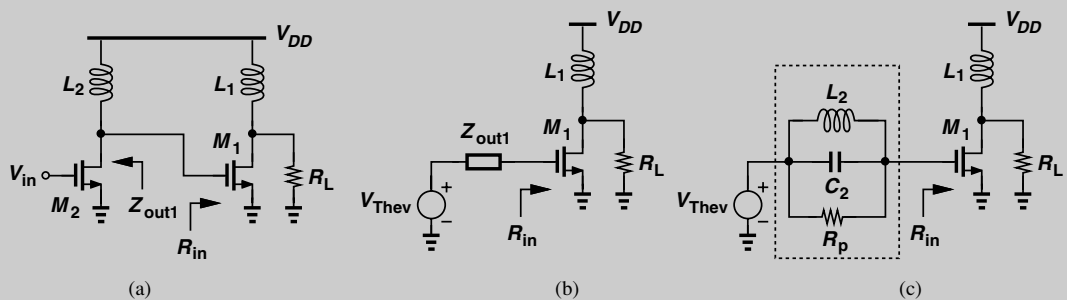 V_DD
L_2
L_1
M_1
V_in
M_2
Z_out1
R_in
R_L
(a)
V_DD
L_1
Z_out1
M_1
V_Thev
+
−
R_in
R_L
(b)
V_DD
L_1
L_2
M_1
C_2
V_Thev
+
−
R_p
R_in
R_L
(c)